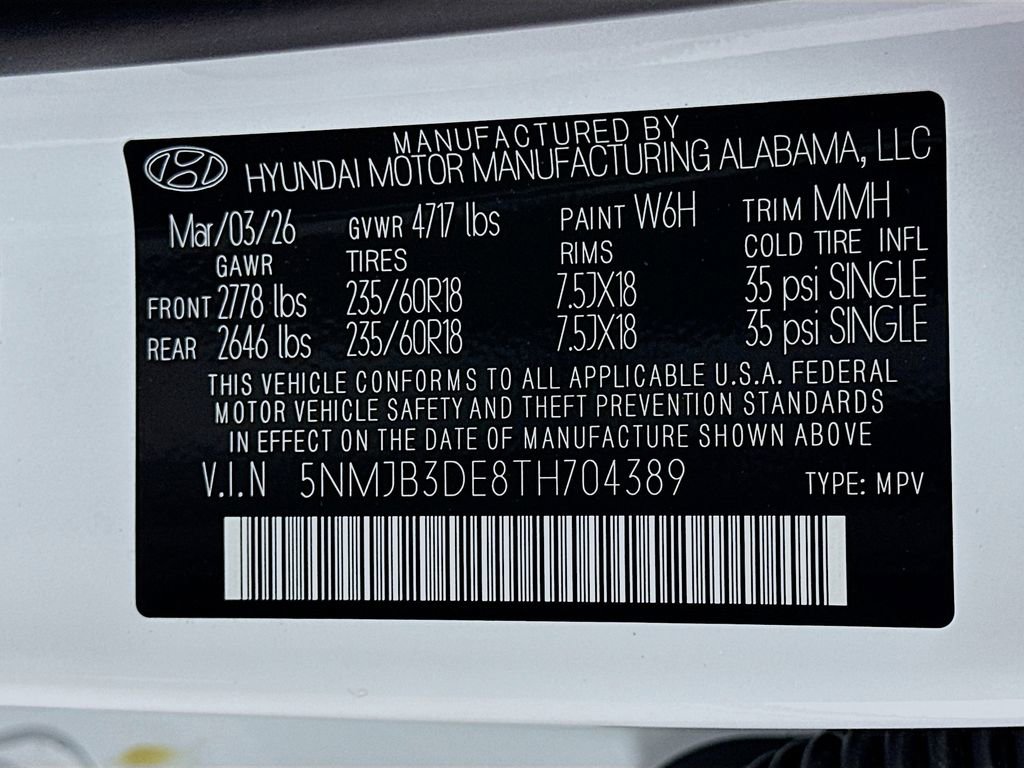 MANUFACTURED BY
HYUNDAI MOTOR MANUFACTURING ALABAMA, LLC
Mar/03/26 GVWR 4717 lbs PAINT W6H TRIM MMH
GAWR TIRES RIMS COLD TIRE INFL
FRONT 2778 lbs 235/60R18 7.5JX18 35 psi SINGLE
REAR 2646 lbs 235/60R18 7.5JX18 35 psi SINGLE
THIS VEHICLE CONFORMS TO ALL APPLICABLE U.S.A. FEDERAL
MOTOR VEHICLE SAFETY AND THEFT PREVENTION STANDARDS
IN EFFECT ON THE DATE OF MANUFACTURE SHOWN ABOVE
V.I.N 5NMJB3DE8TH704389 TYPE: MPV